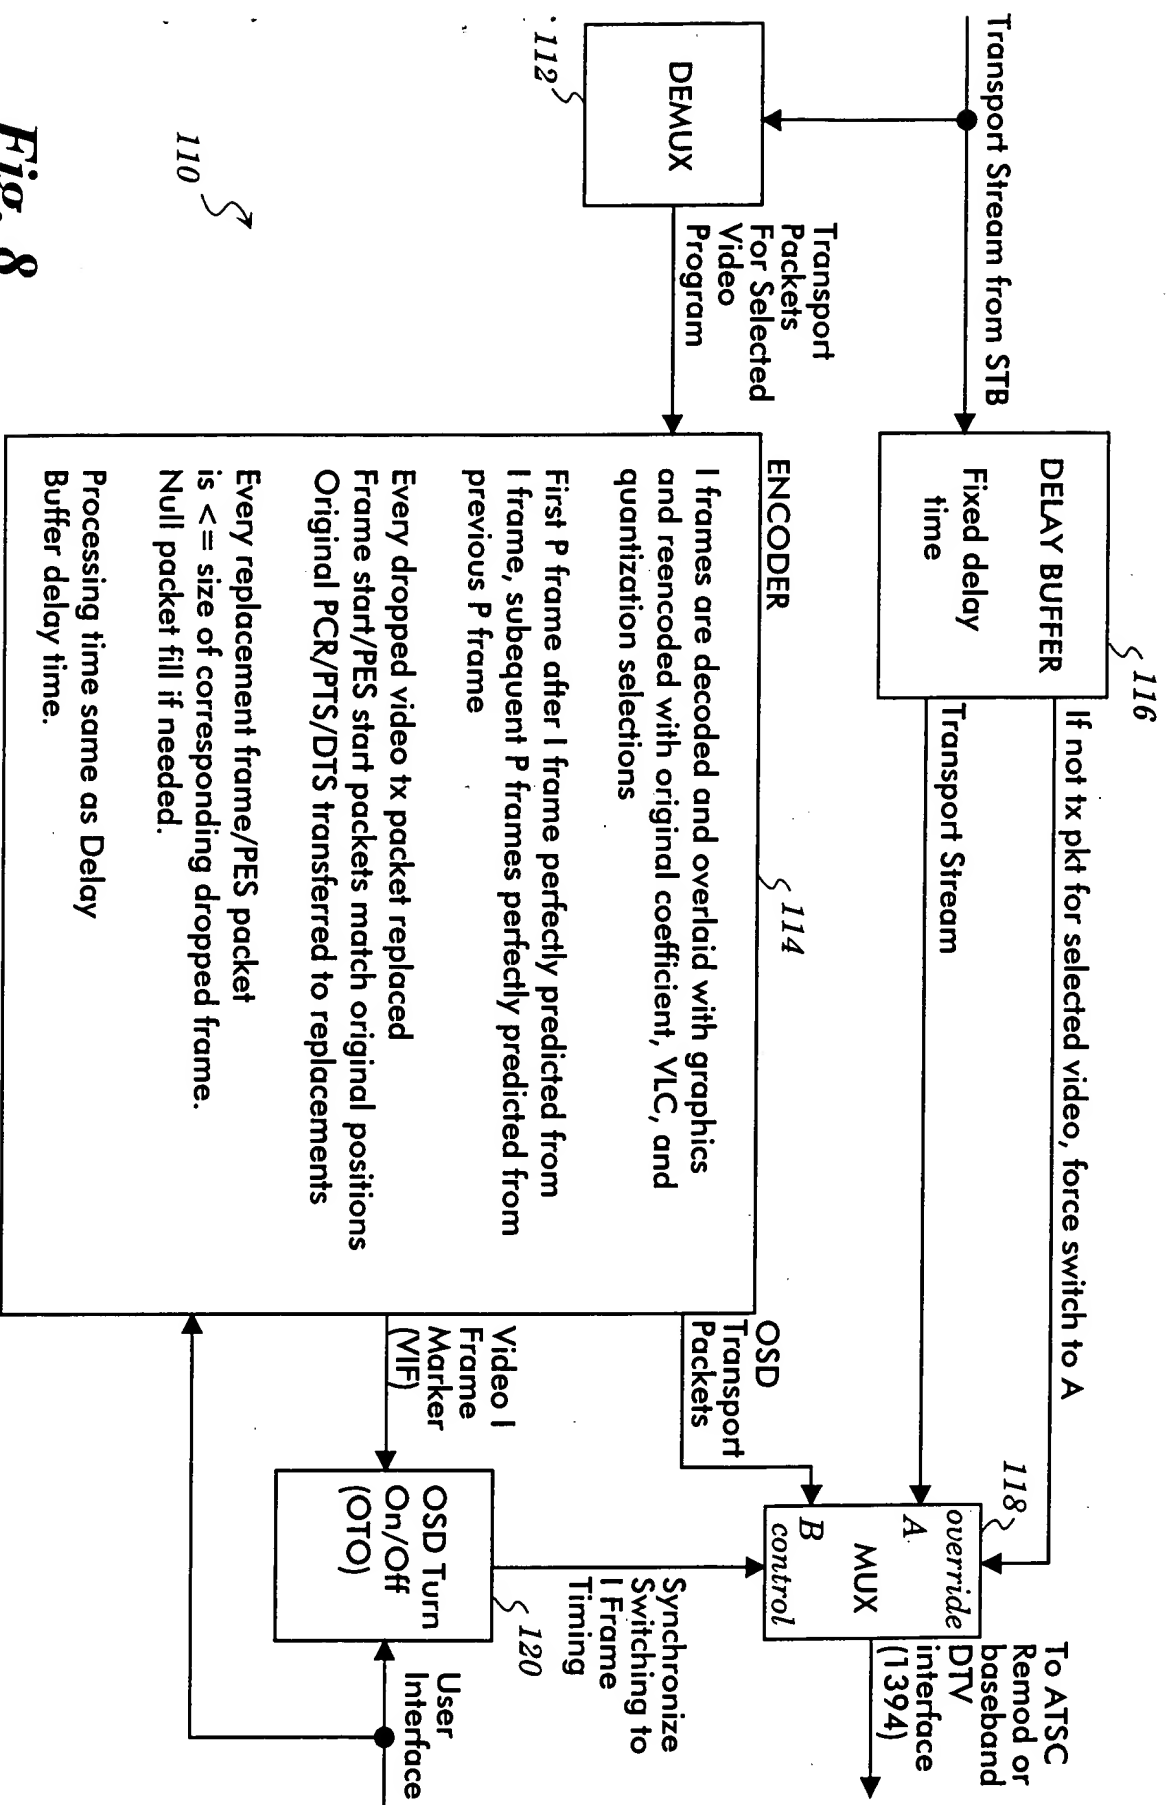 Transport Stream from STB
DELAY BUFFER
Fixed delay
time
116
If not tx pkt for selected video, force switch to A
Transport Stream
118
override
A
MUX
B
control
To ATSC
Remod or
baseband
DTV
interface
(1394)
DEMUX
112
Transport
Packets
For Selected
Video
Program
ENCODER
114
I frames are decoded and overlaid with graphics
and reencoded with original coefficient, VLC, and
quantization selections
First P frame after I frame perfectly predicted from
I frame, subequent P frames perfectly predicted from
previous P frame
Every dropped video tx packet replaced
Frame start/PES start packets match original positions
Original PCR/PTS/DTS transferred to replacements
Every replacement frame/PES packet
is <= size of corresponding dropped frame.
Null packet fill if needed.
Processing time same as Delay
Buffer delay time.
OSD
Transport
Packets
Video I
Frame
Marker
(VIF)
OSD Turn
On/Off
(OTO)
120
Synchronize
Switching to
I Frame
Timing
User
Interface
110
Fig. 8